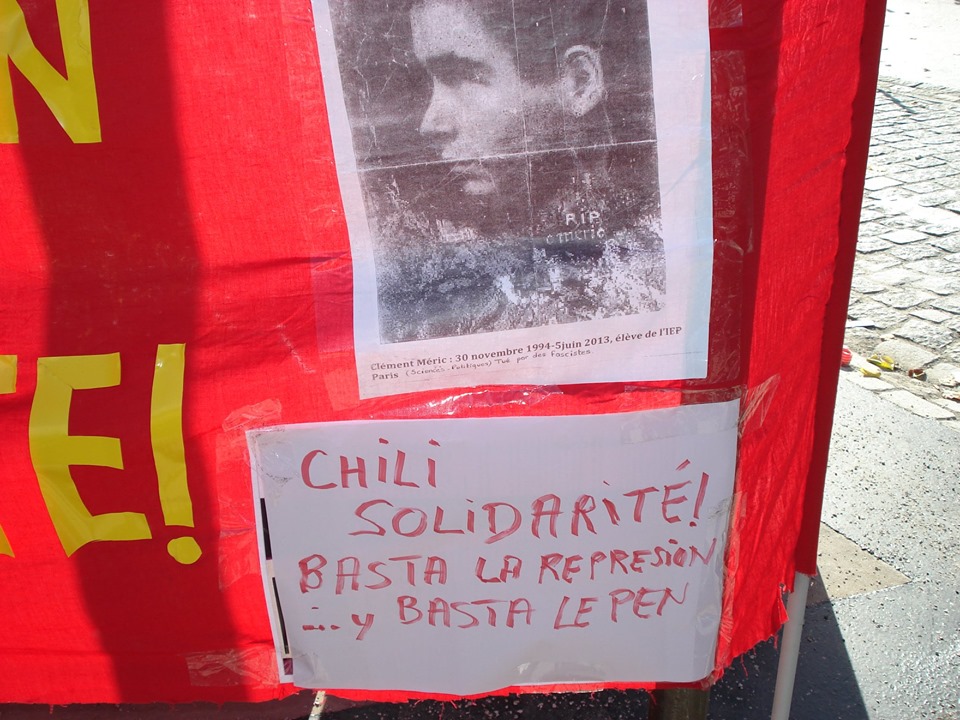 N
E!
RIP
c méric
Clément Méric : 30 novembre 1994-5juin 2013, élève de l'IEP
Paris (Sciences Politiques) Tué par des Fascistes.
CHILI
SOLIDARITÉ!
BASTA LA REPRESIÓN
... y BASTA LE PEN